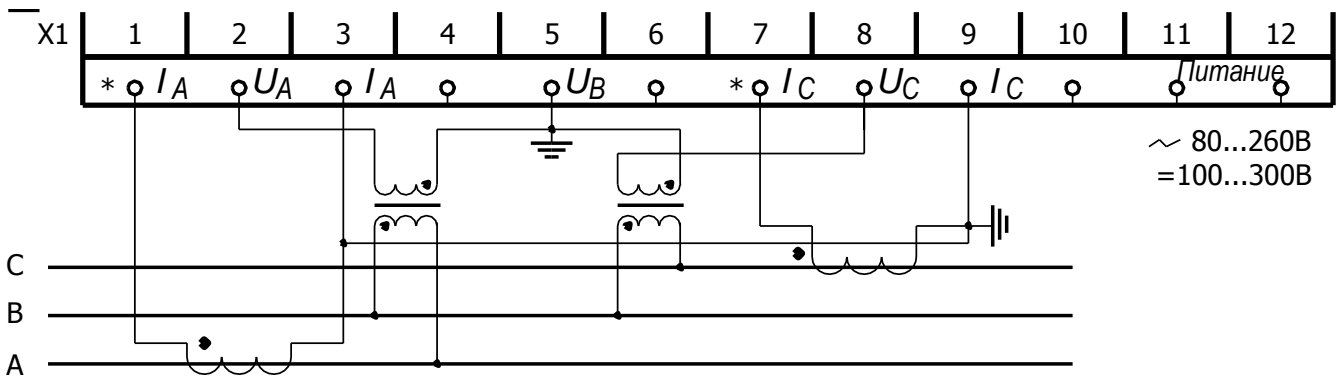 X1 1 2 3 4 5 6 7 8 9 10 11 12
* I A U A I A U B * I C U C I C Питание
~ 80...260В
=100...300В
C
B
A